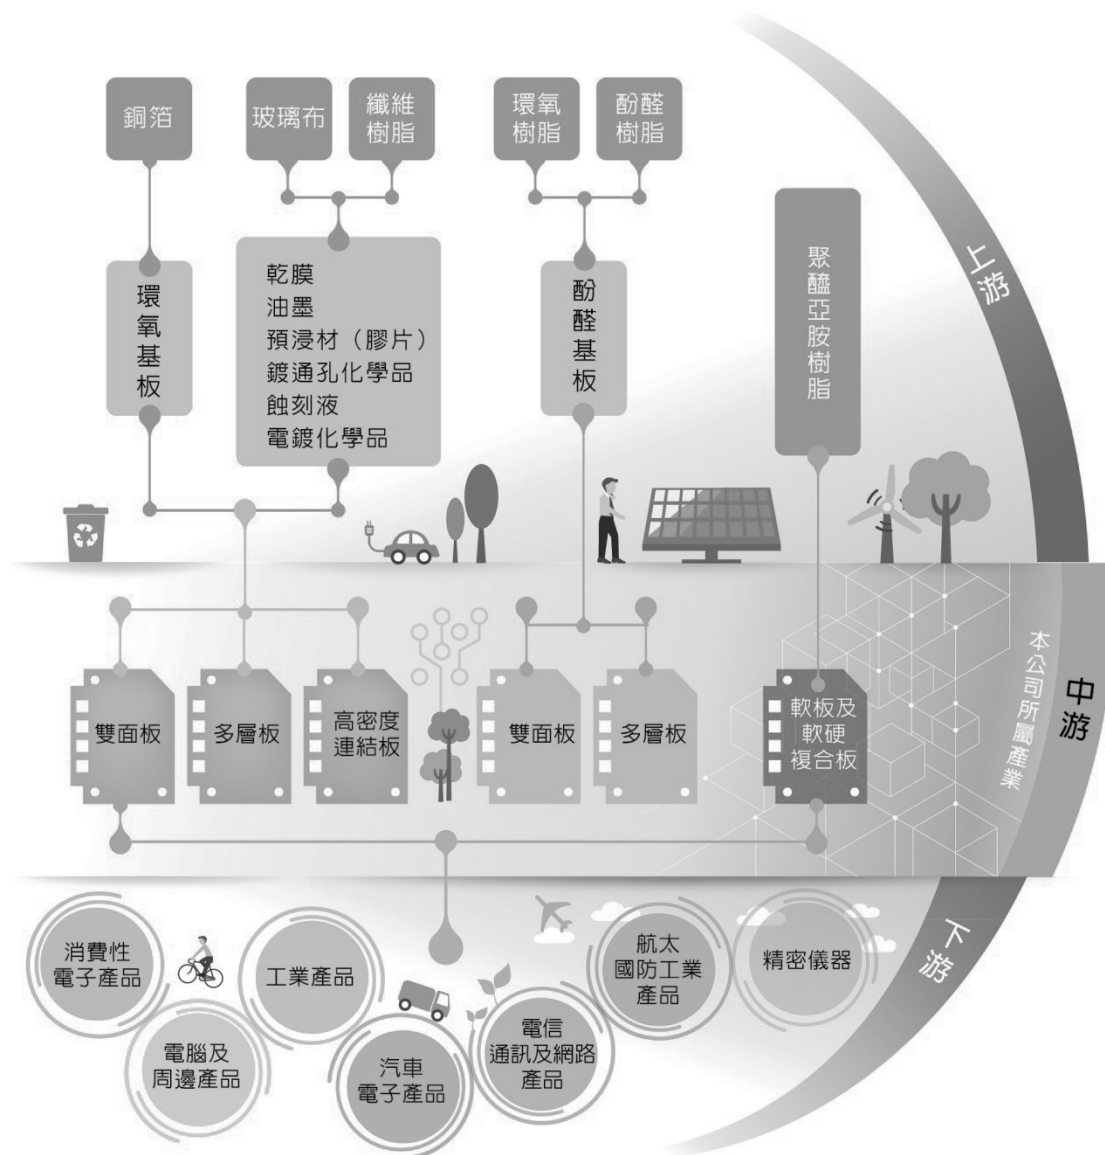 銅箔
玻璃布
纖維
樹脂
環氧
樹脂
酚醛
樹脂
上游
環氧基板
乾膜
油墨
預浸材（膠片）
鍍通孔化學品
蝕刻液
電鍍化學品
酚醛基板
聚醯亞胺樹脂
中游
本公司所屬產業
雙面板
多層板
高密度
連結板
雙面板
多層板
軟板及
軟硬
複合板
下游
消費性
電子產品
電腦及
周邊產品
工業產品
汽車
電子產品
電信
通訊及網路
產品
航太
國防工業
產品
精密儀器